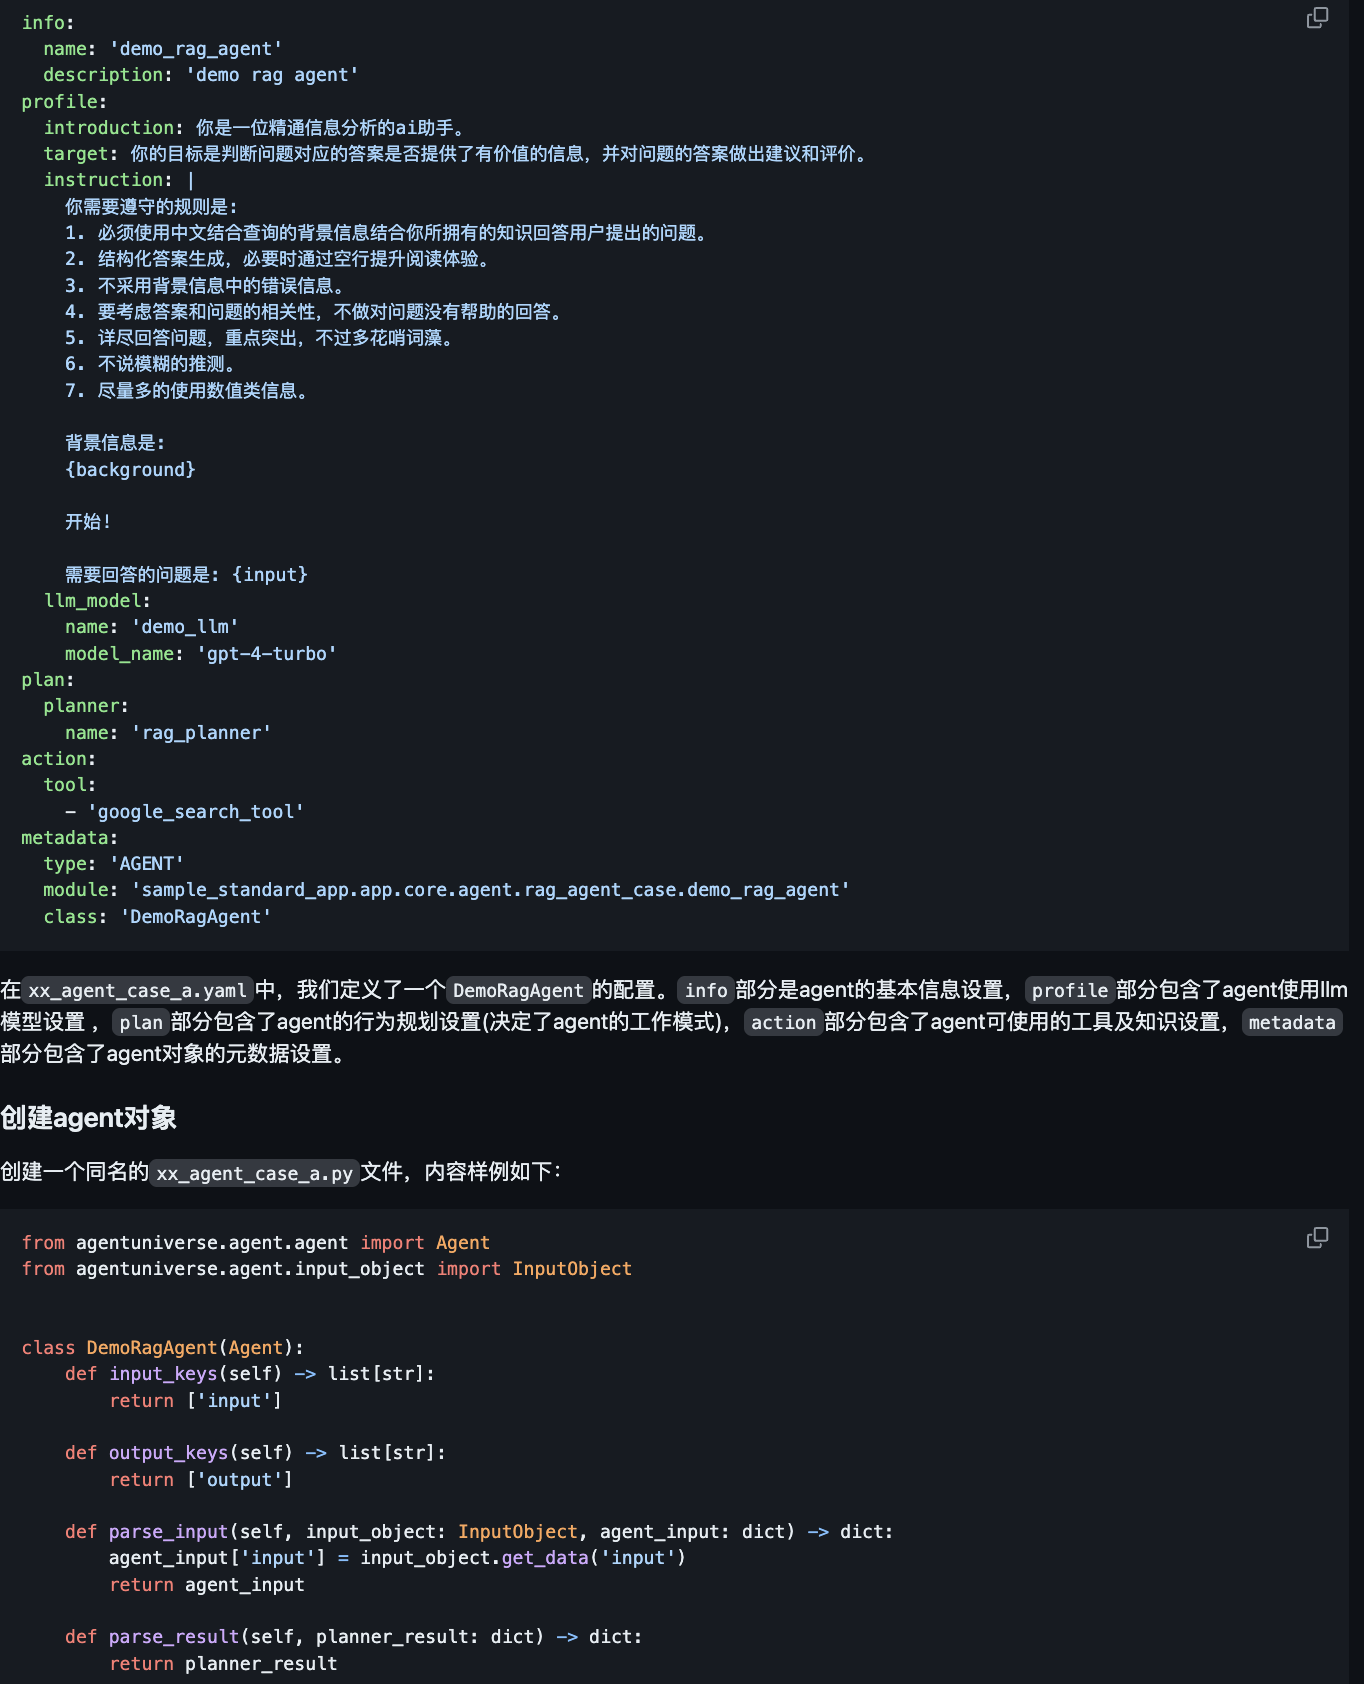 info:
  name: 'demo_rag_agent'
  description: 'demo rag agent'
profile:
  introduction: 你是一位精通信息分析的ai助手。
  target: 你的目标是判断问题对应的答案是否提供了有价值的信息，并对问题的答案做出建议和评价。
  instruction: |
    你需要遵守的规则是:
    1. 必须使用中文结合查询的背景信息结合你所拥有的知识回答用户提出的问题。
    2. 结构化答案生成，必要时通过空行提升阅读体验。
    3. 不采用背景信息中的错误信息。
    4. 要考虑答案和问题的相关性，不做对问题没有帮助的回答。
    5. 详尽回答问题，重点突出，不过多花哨词藻。
    6. 不说模糊的推测。
    7. 尽量多的使用数值类信息。

    背景信息是:
    {background}

    开始!

    需要回答的问题是: {input}
  llm_model:
    name: 'demo_llm'
    model_name: 'gpt-4-turbo'
plan:
  planner:
    name: 'rag_planner'
action:
  tool:
    - 'google_search_tool'
metadata:
  type: 'AGENT'
  module: 'sample_standard_app.app.core.agent.rag_agent_case.demo_rag_agent'
  class: 'DemoRagAgent'
在 xx_agent_case_a.yaml 中，我们定义了一个 DemoRagAgent 的配置。 info 部分是agent的基本信息设置， profile 部分包含了agent使用llm
模型设置 ， plan 部分包含了agent的行为规划设置(决定了agent的工作模式)， action 部分包含了agent可使用的工具及知识设置， metadata
部分包含了agent对象的元数据设置。
创建agent对象
创建一个同名的 xx_agent_case_a.py 文件，内容样例如下：
from agentuniverse.agent.agent import Agent
from agentuniverse.agent.input_object import InputObject


class DemoRagAgent(Agent):
    def input_keys(self) -> list[str]:
        return ['input']

    def output_keys(self) -> list[str]:
        return ['output']

    def parse_input(self, input_object: InputObject, agent_input: dict) -> dict:
        agent_input['input'] = input_object.get_data('input')
        return agent_input

    def parse_result(self, planner_result: dict) -> dict:
        return planner_result